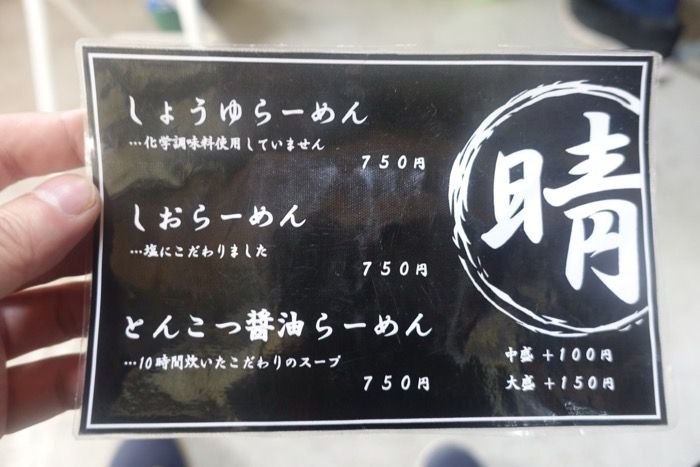 しょうゆらーめん
…化学調味料使用していません
750円
しおらーめん
…塩にこだわりました
750円
とんこつ醤油らーめん
…10時間炊いたこだわりのスープ
750円
晴
中盛+100円
大盛+150円